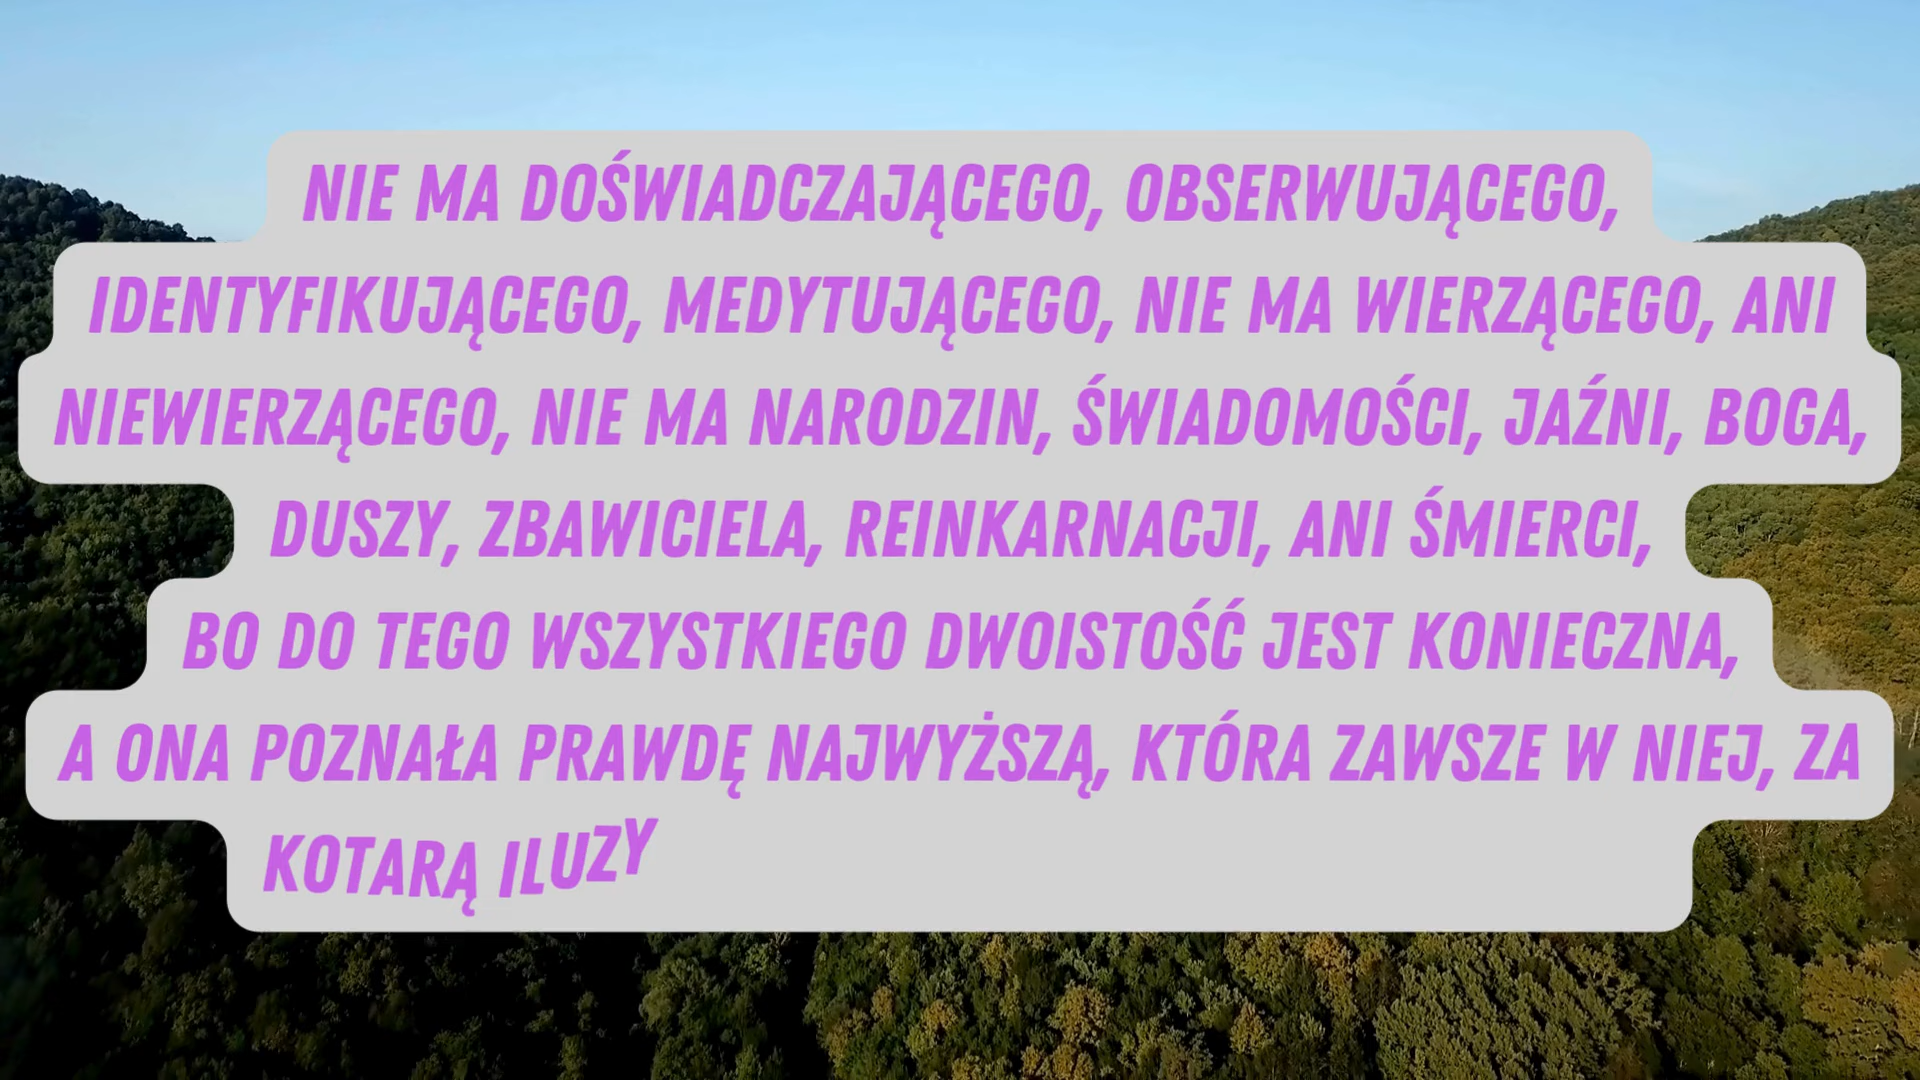 NIE MA DOŚWIADCZAJĄCEGO, OBSERWUJĄCEGO,
IDENTYFIKUJĄCEGO, MEDYTUJĄCEGO, NIE MA WIERZĄCEGO, ANI
NIEWIERZĄCEGO, NIE MA NARODZIN, ŚWIADOMOŚCI, JAŹNI, BOGA,
DUSZY, ZBAWICIELA, REINKARNACJI, ANI ŚMIERCI,
BO DO TEGO WSZYSTKIEGO DWOISTOŚĆ JEST KONIECZNA,
A ONA POZNAŁA PRAWDĘ NAJWYŻSZĄ, KTÓRA ZAWSZE W NIEJ, ZA
KOTARĄ ILUZY